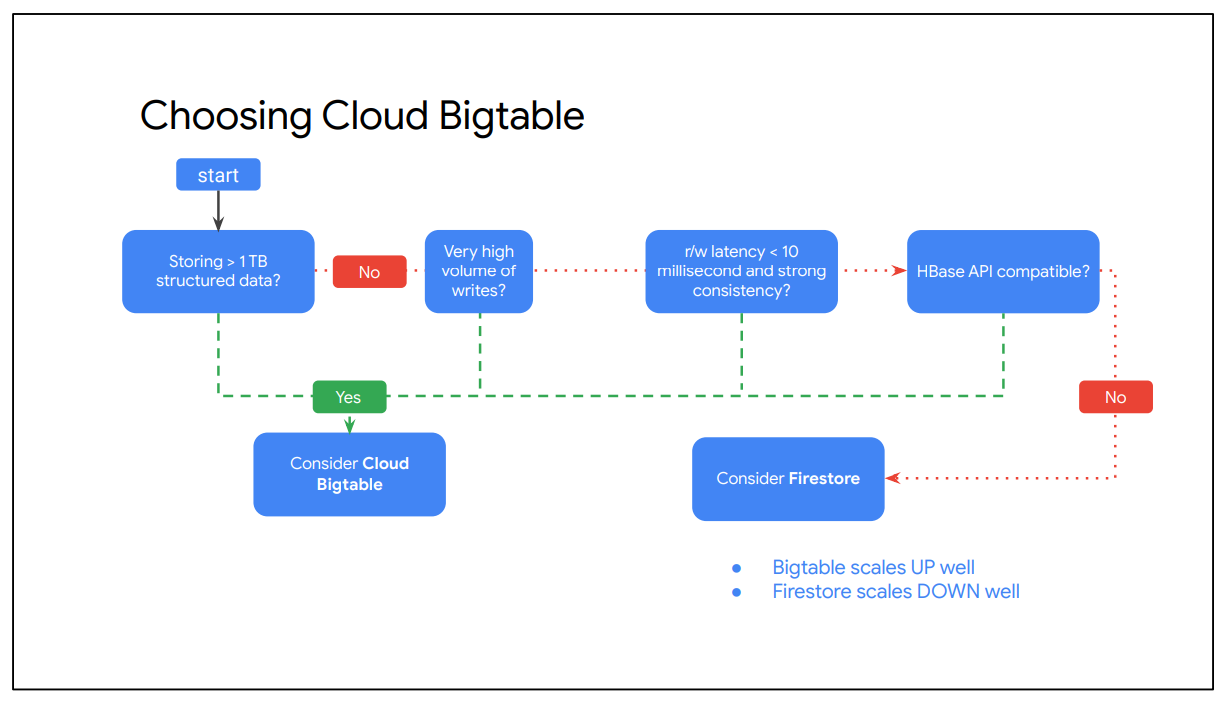 Choosing Cloud Bigtable
start
Storing > 1 TB
structured data?
No
Very high
volume of
writes?
r/w latency < 10
millisecond and strong
consistency?
HBase API compatible?
Yes
No
Consider Cloud
Bigtable
Consider Firestore
● Bigtable scales UP well
● Firestore scales DOWN well